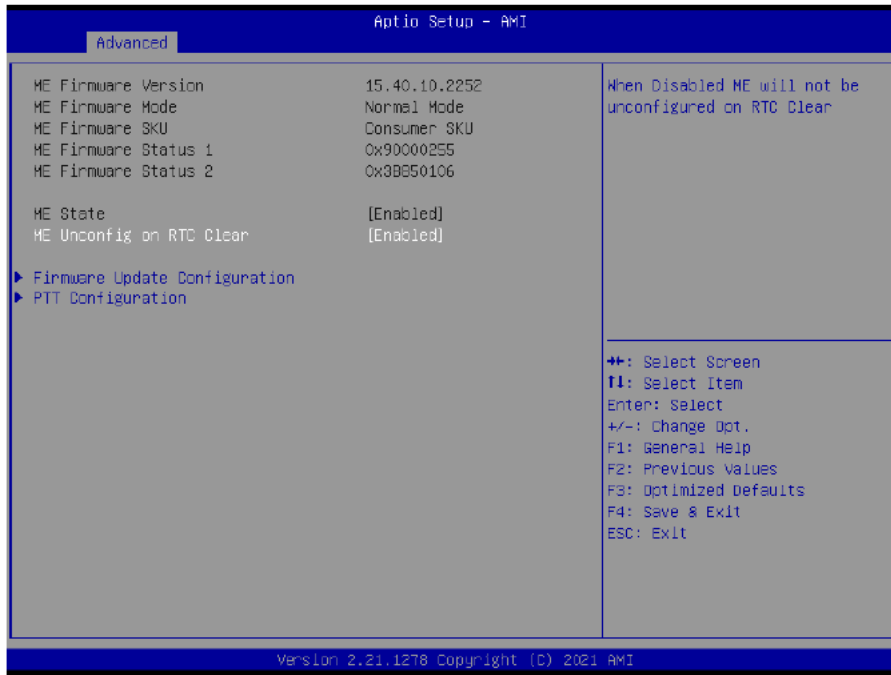 Aptio Setup - AMI
Advanced
ME Firmware Version 15.40.10.2252
ME Firmware Mode Normal Mode
ME Firmware SKU Consumer SKU
ME Firmware Status 1 0x90000255
ME Firmware Status 2 0x3B850106
ME State [Enabled]
ME Unconfig on RTC Clear [Enabled]
Firmware Update Configuration
PTT Configuration
When Disabled ME will not be
unconfigured on RTC Clear
→←: Select Screen
↑↓: Select Item
Enter: Select
+/-: Change Opt.
F1: General Help
F2: Previous Values
F3: Optimized Defaults
F4: Save & Exit
ESC: Exit
Version 2.21.1278 Copyright (C) 2021 AMI